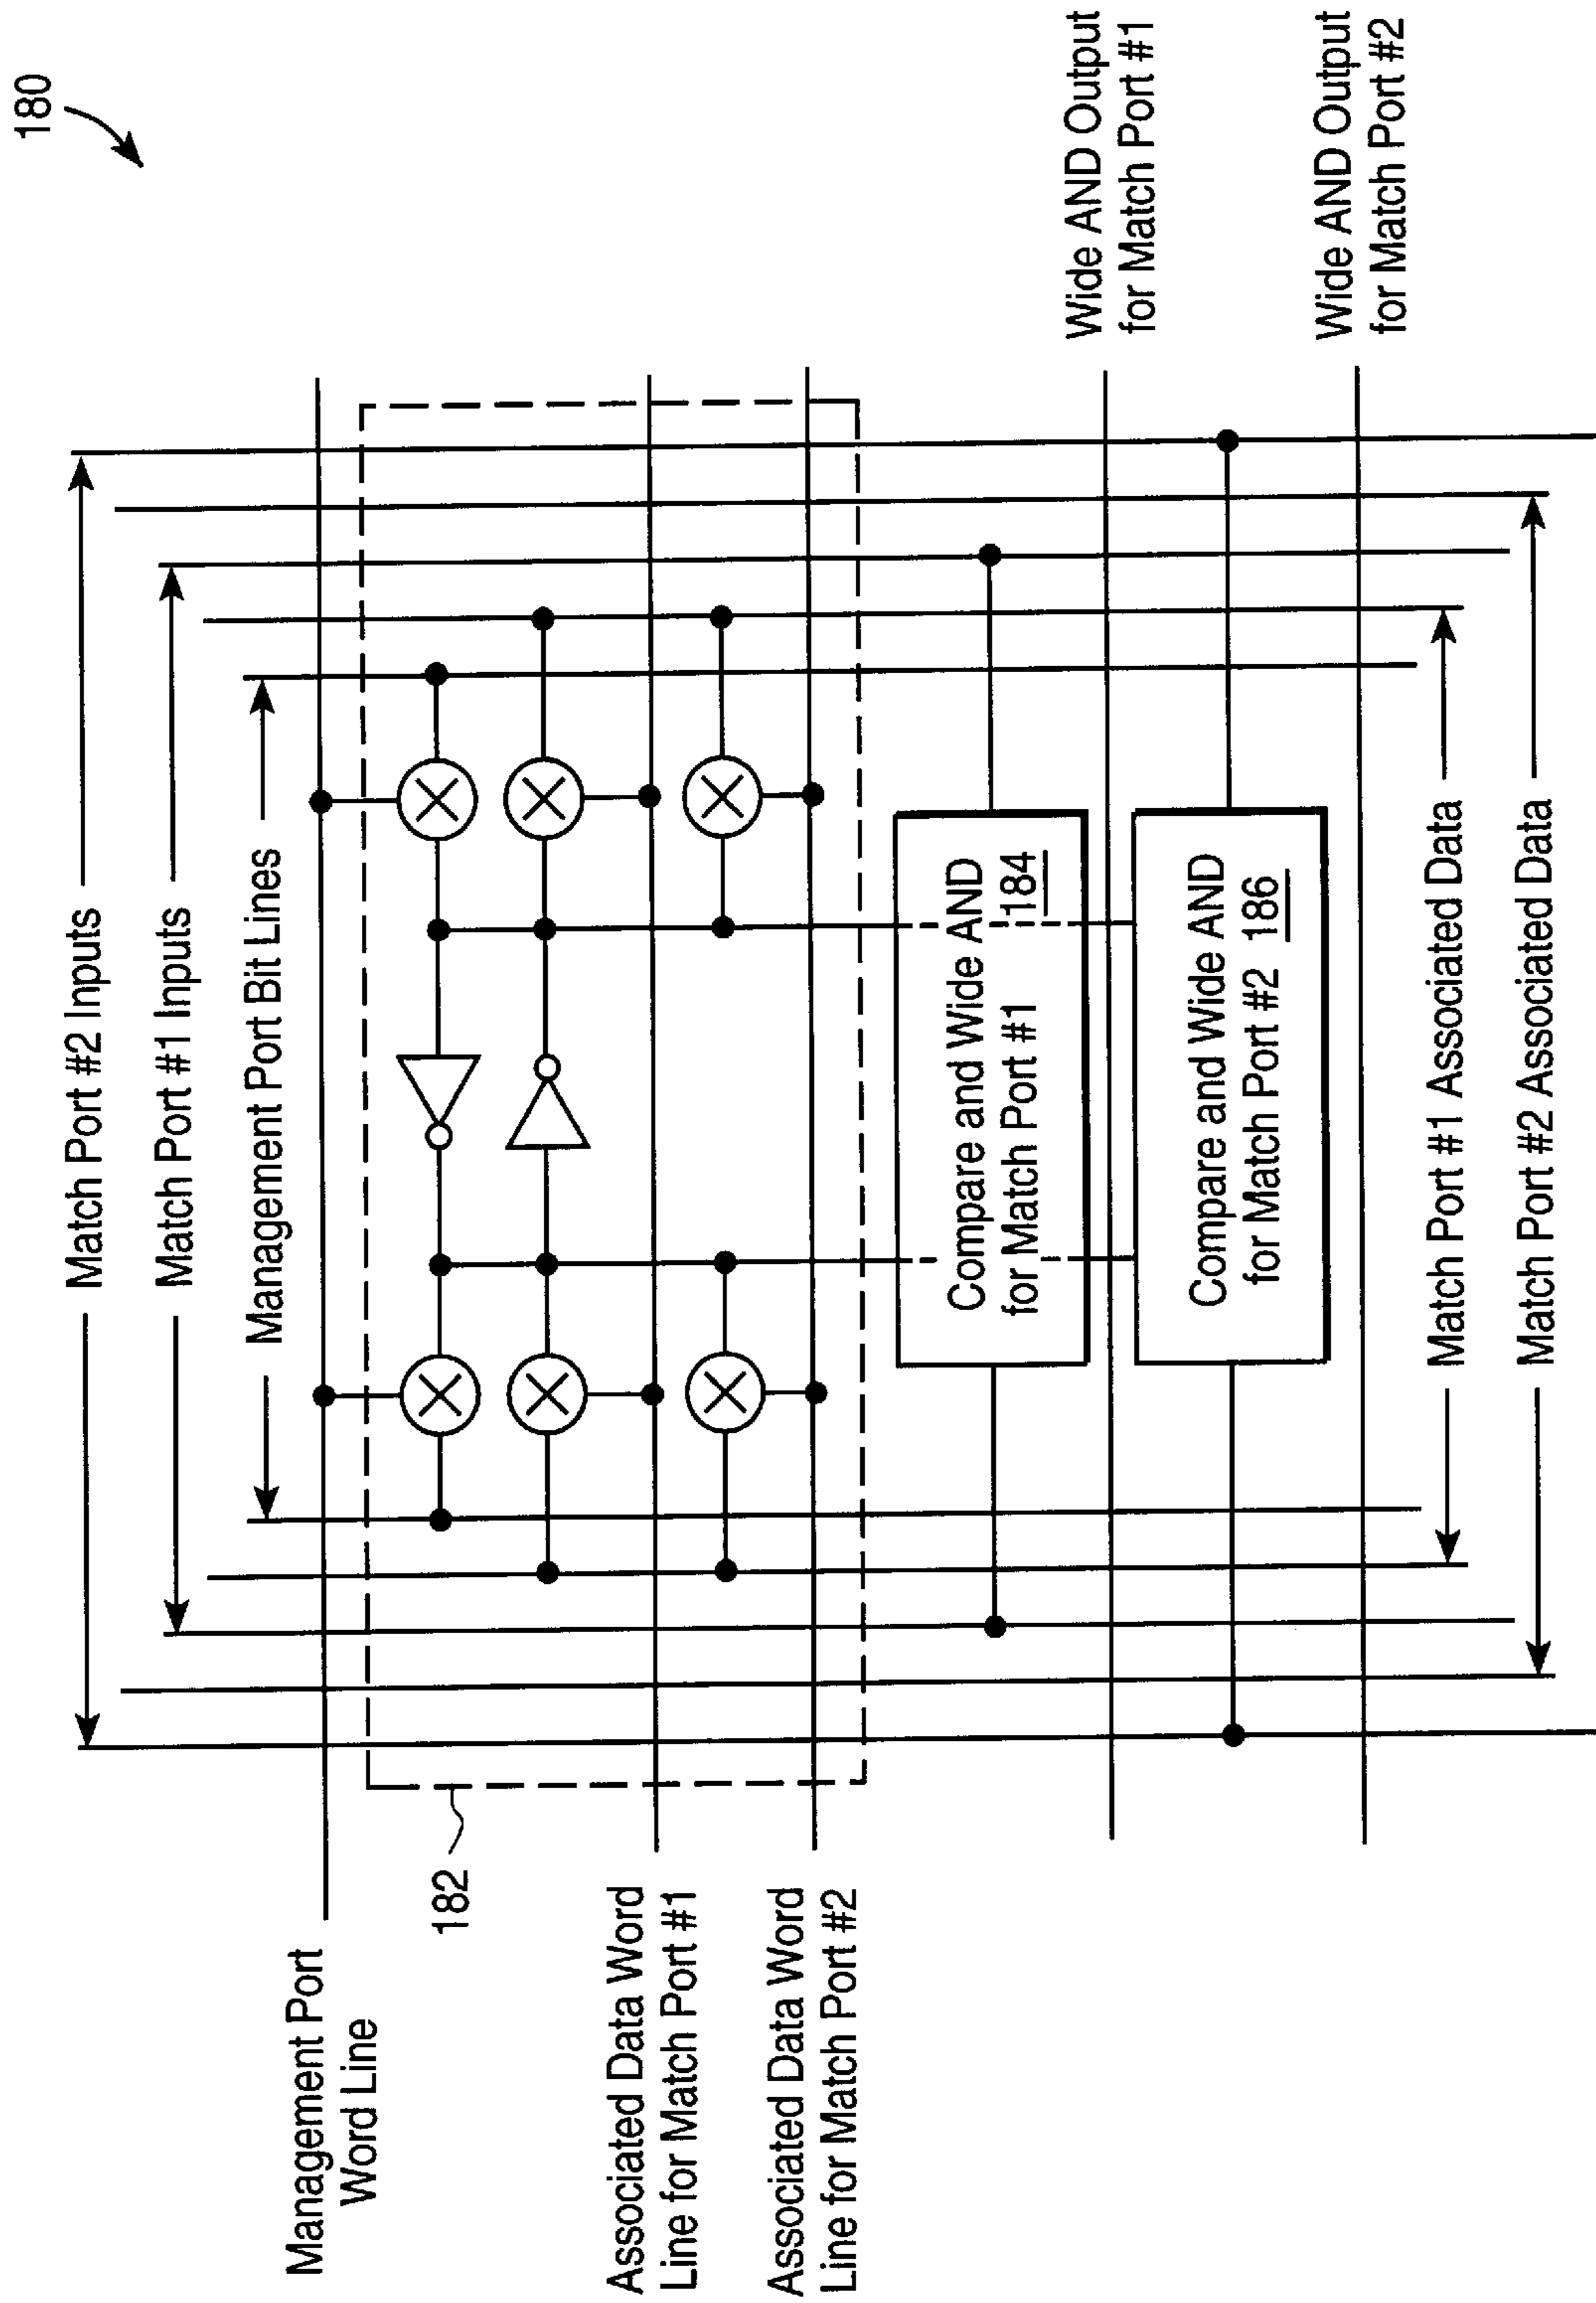 180
Match Port #2 Inputs
Match Port #1 Inputs
Management Port Bit Lines
Management Port
Word Line
182
Associated Data Word
Line for Match Port #1
Associated Data Word
Line for Match Port #2
Compare and Wide AND
for Match Port #1 184
Wide AND Output
for Match Port #1
Compare and Wide AND
for Match Port #2 186
Wide AND Output
for Match Port #2
Match Port #1 Associated Data
Match Port #2 Associated Data